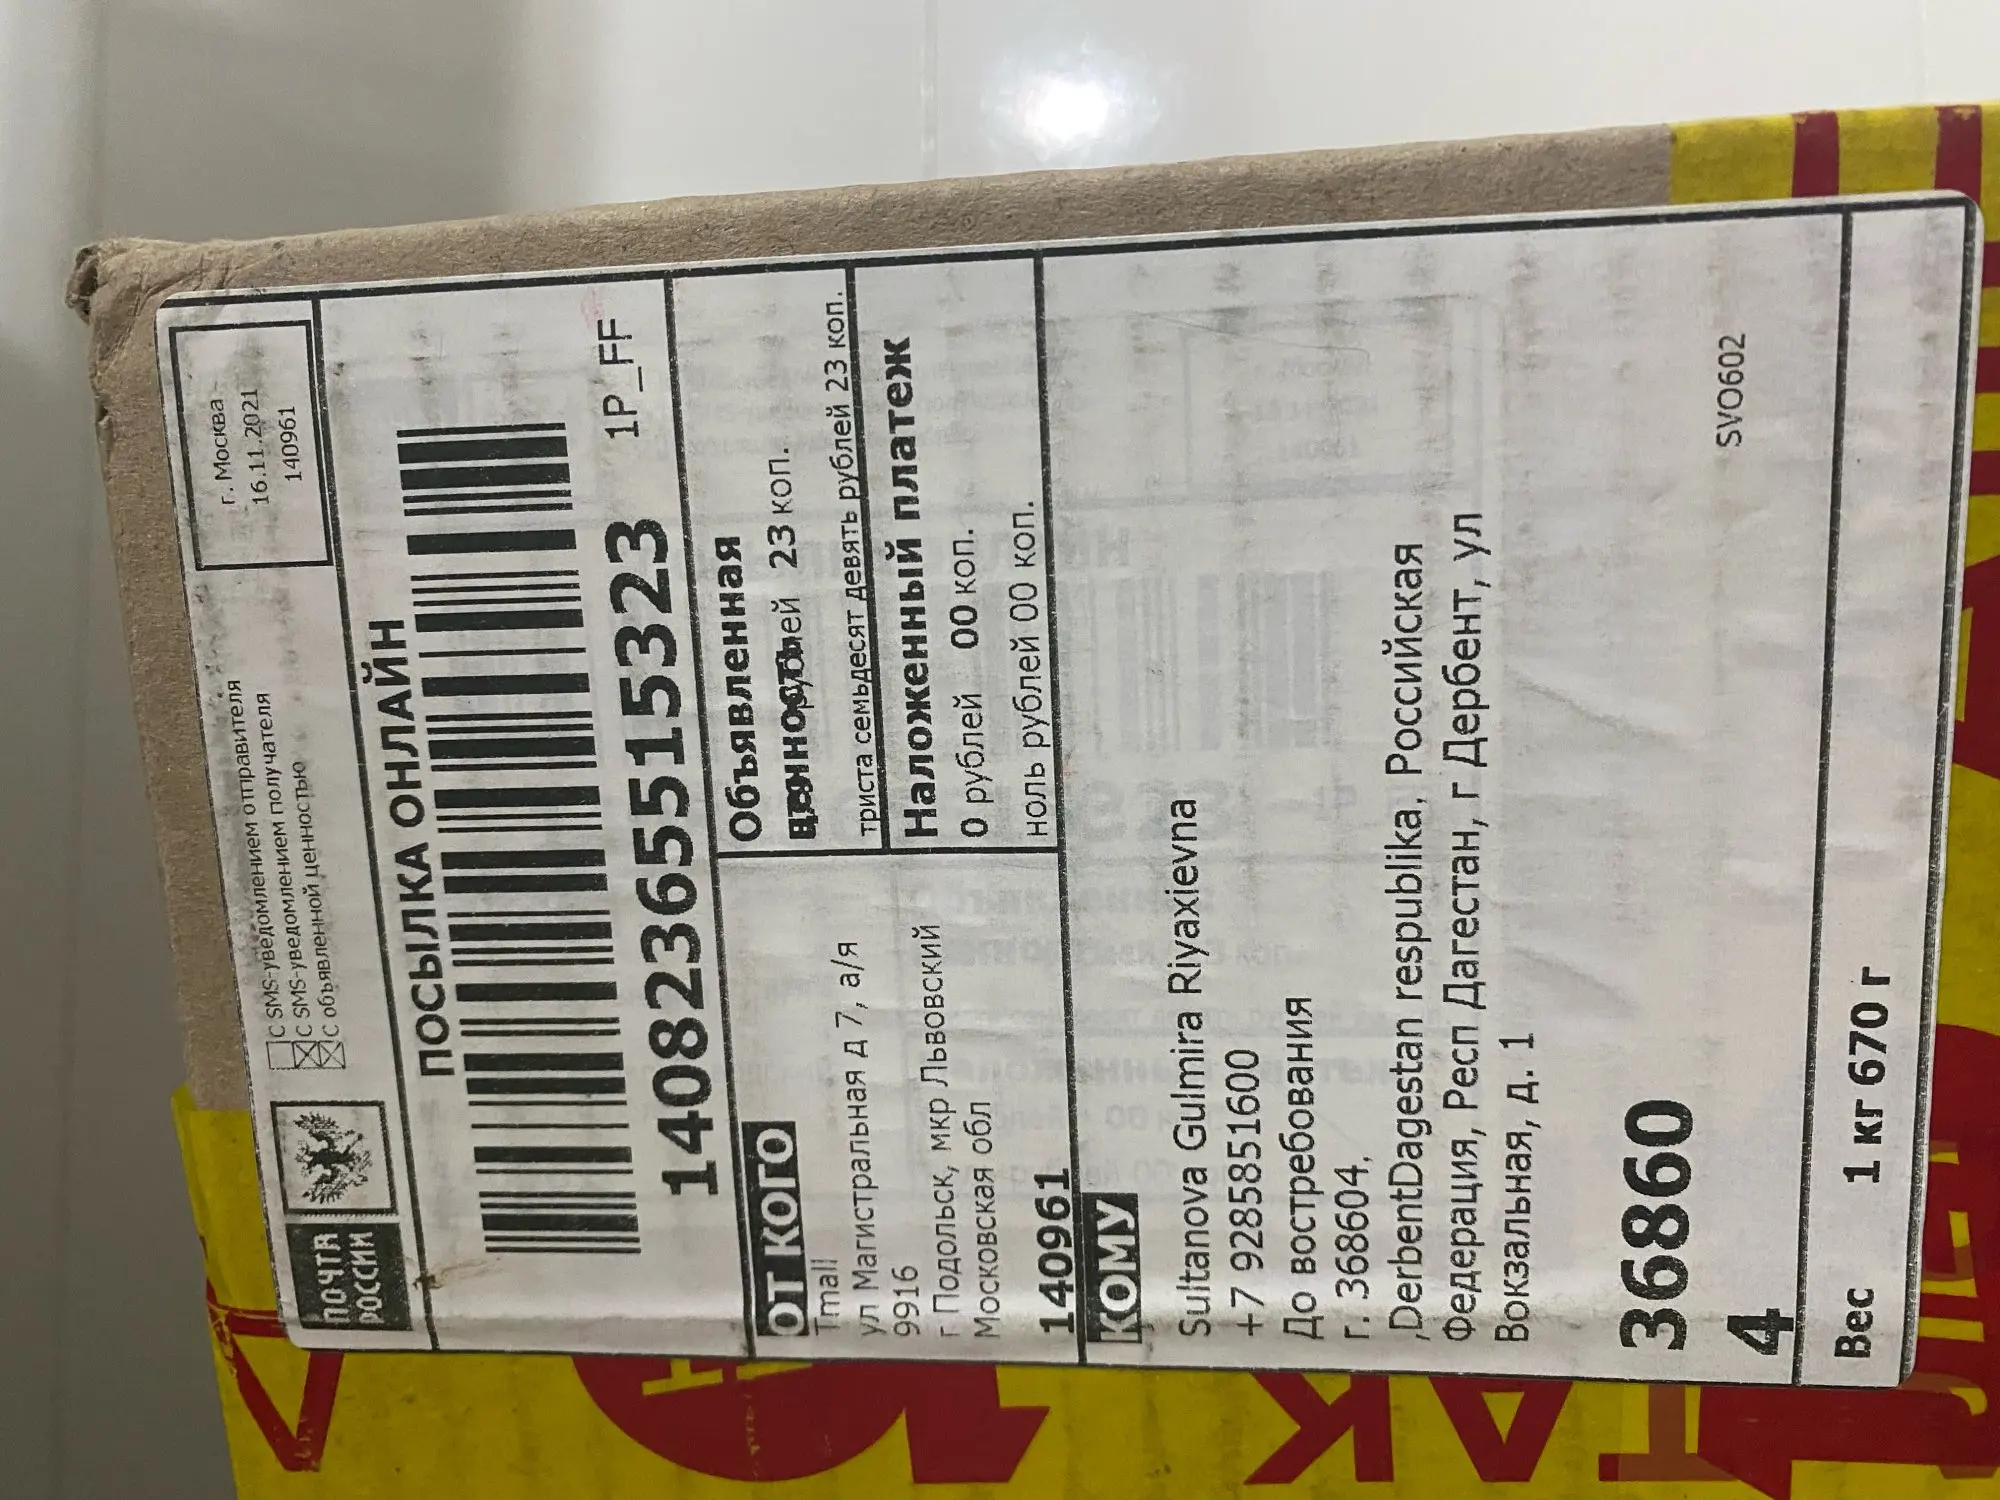 ПОЧТА
РОССИИ
С SMS-уведомлением отправителя
С SMS-уведомлением получателя
С объявленной ценностью
г. Москва
16.11.2021
140961
ПОСЫЛКА ОНЛАЙН
14082365515323 1P_FF
ОТ КОГО
Tmall
ул Магистральная д 7, а/я
9916
г Подольск, мкр Львовский
Московская обл
140961
Объявленная
ценность 23 коп.
триста семьдесят девять рублей 23 коп.
Наложенный платеж
0 рублей 00 коп.
ноль рублей 00 коп.
КОМУ
Sultanova Gulmira Riyaxievna
+7 9285851600
До востребования
г. 368604,
,DerbentDagestan respublika, Российская
Федерация, Респ Дагестан, г Дербент, ул
Вокзальная, д. 1
36860
4
SVO602
Вес 1 кг 670 г